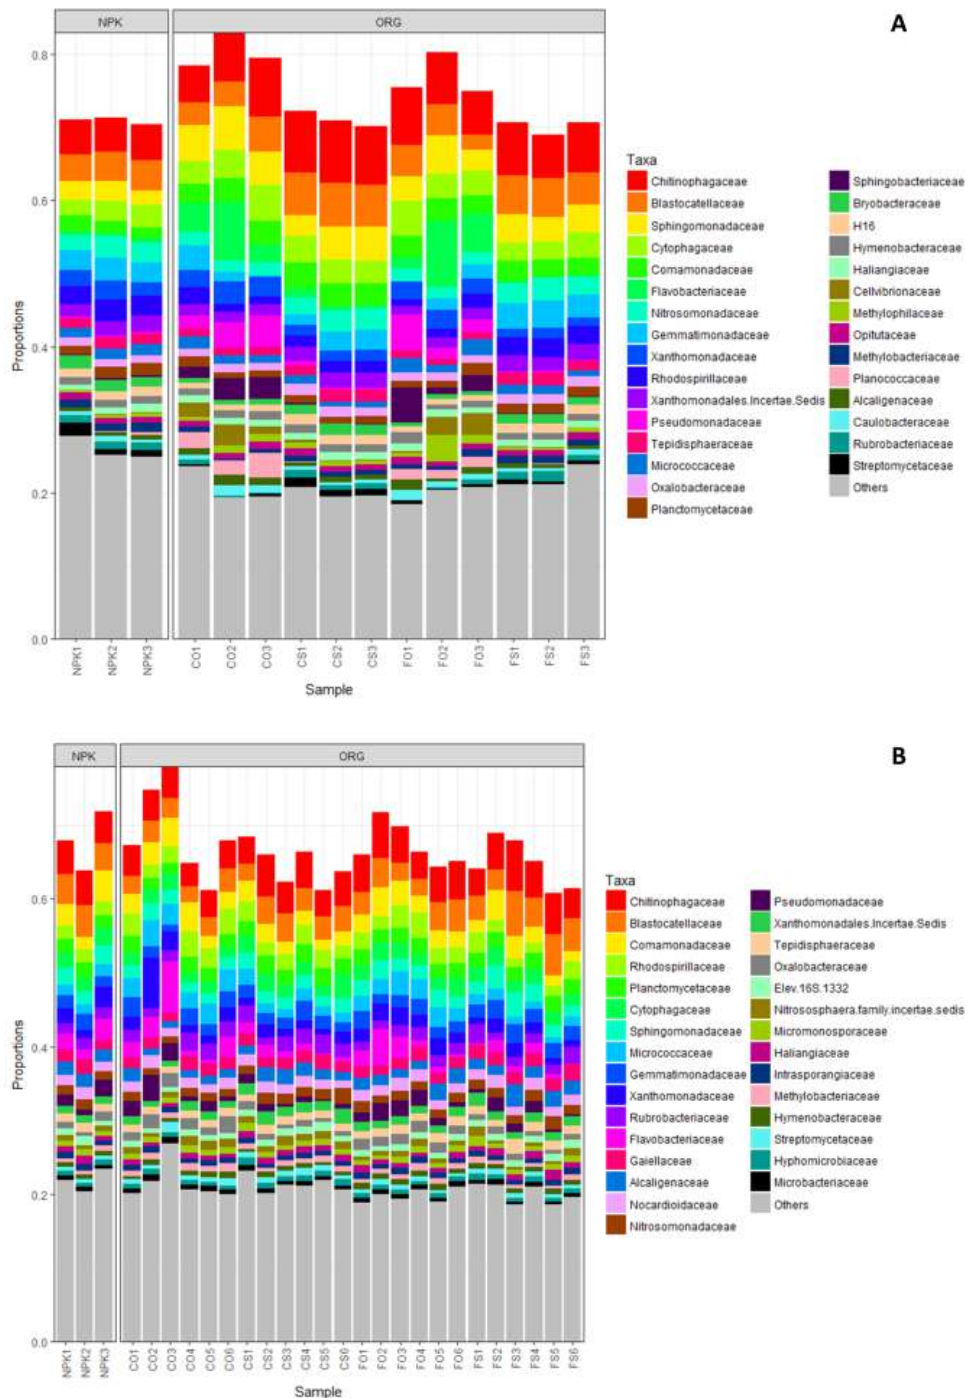 A
NPK ORG
0.8
0.6
0.4
0.2
0.0
Proportions
NPK1 NPK2 NPK3 CO1 CO2 CO3 CS1 CS2 CS3 FO1 FO2 FO3 FS1 FS2 FS3
Sample
Taxa
Chitinophagaceae Sphingobacteriaceae
Blastocatellaceae Bryobacteraceae
Sphingomonadaceae H16
Cytophagaceae Hymenobacteraceae
Comamonadaceae Haliangiaceae
Flavobacteriaceae Cellvibrionaceae
Nitrosomonadaceae Methylophilaceae
Gemmatimonadaceae Opitutaceae
Xanthomonadaceae Methylobacteriaceae
Rhodospirillaceae Planococcaceae
Xanthomonadales.Incertae.Sedis Alcaligenaceae
Pseudomonadaceae Caulobacteraceae
Tepidisphaeraceae Rubrobacteriaceae
Micrococcaceae Streptomycetaceae
Oxalobacteraceae Others
Planctomycetaceae
B
NPK ORG
0.6
0.4
0.2
0.0
Proportions
NPK1 NPK2 NPK3 CO1 CO2 CO3 CO4 CO5 CO6 CS1 CS2 CS3 CS4 CS5 CS6 FO1 FO2 FO3 FO4 FO5 FO6 FS1 FS2 FS3 FS4 FS5 FS6
Sample
Taxa
Chitinophagaceae Pseudomonadaceae
Blastocatellaceae Xanthomonadales.Incertae.Sedis
Comamonadaceae Tepidisphaeraceae
Rhodospirillaceae Oxalobacteraceae
Planctomycetaceae Elev.16S.1332
Cytophagaceae Nitrososphaera.family.incertae.sedis
Sphingomonadaceae Micromonosporaceae
Micrococcaceae Haliangiaceae
Gemmatimonadaceae Intrasporangiaceae
Xanthomonadaceae Methylobacteriaceae
Rubrobacteriaceae Hymenobacteraceae
Flavobacteriaceae Streptomycetaceae
Gaiellaceae Hyphomicrobiaceae
Alcaligenaceae Microbacteriaceae
Nocardioidaceae Others
Nitrosomonadaceae